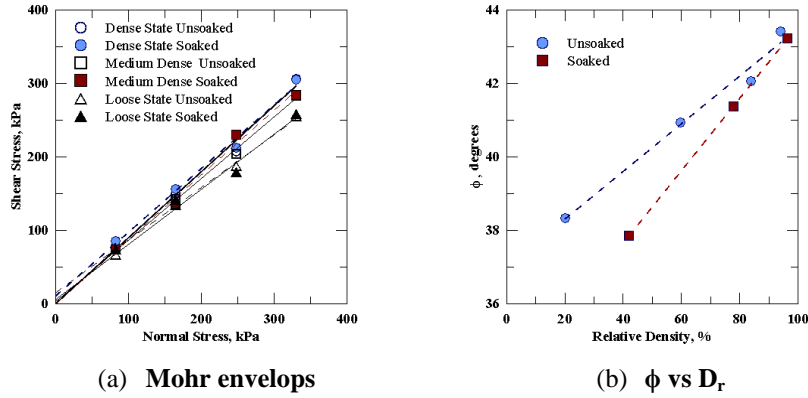 400
300
200
100
0
Shear Stress, kPa
Dense State Unsoaked
Dense State Soaked
Medium Dense Unsoaked
Medium Dense Soaked
Loose State Unsoaked
Loose State Soaked
0 100 200 300 400
Normal Stress, kPa
(a) Mohr envelops
44
42
40
38
36
ϕ, degrees
Unsoaked
Soaked
0 20 40 60 80 100
Relative Density, %
(b) ϕ vs Dr